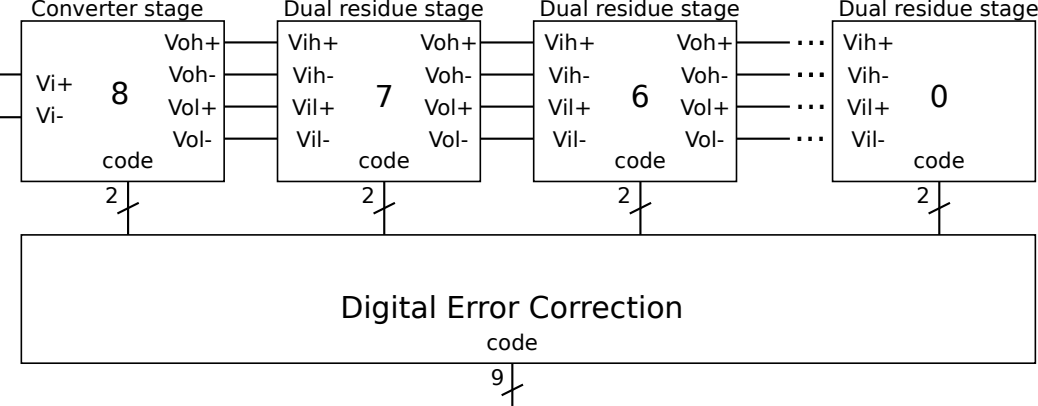 Converter stage Dual residue stage Dual residue stage Dual residue stage
Voh+ Vih+ Voh+ Vih+ Voh+ ... Vih+
Vi+ 8 Voh- Vih- 7 Voh- Vih- 6 Voh- ... Vih- 0
Vi- Vol+ Vil+ Vol+ Vil+ Vol+ ... Vil+
Vol- Vil- Vol- Vil- Vol- ... Vil-
code code code code
2 2 2 2
Digital Error Correction
code
9